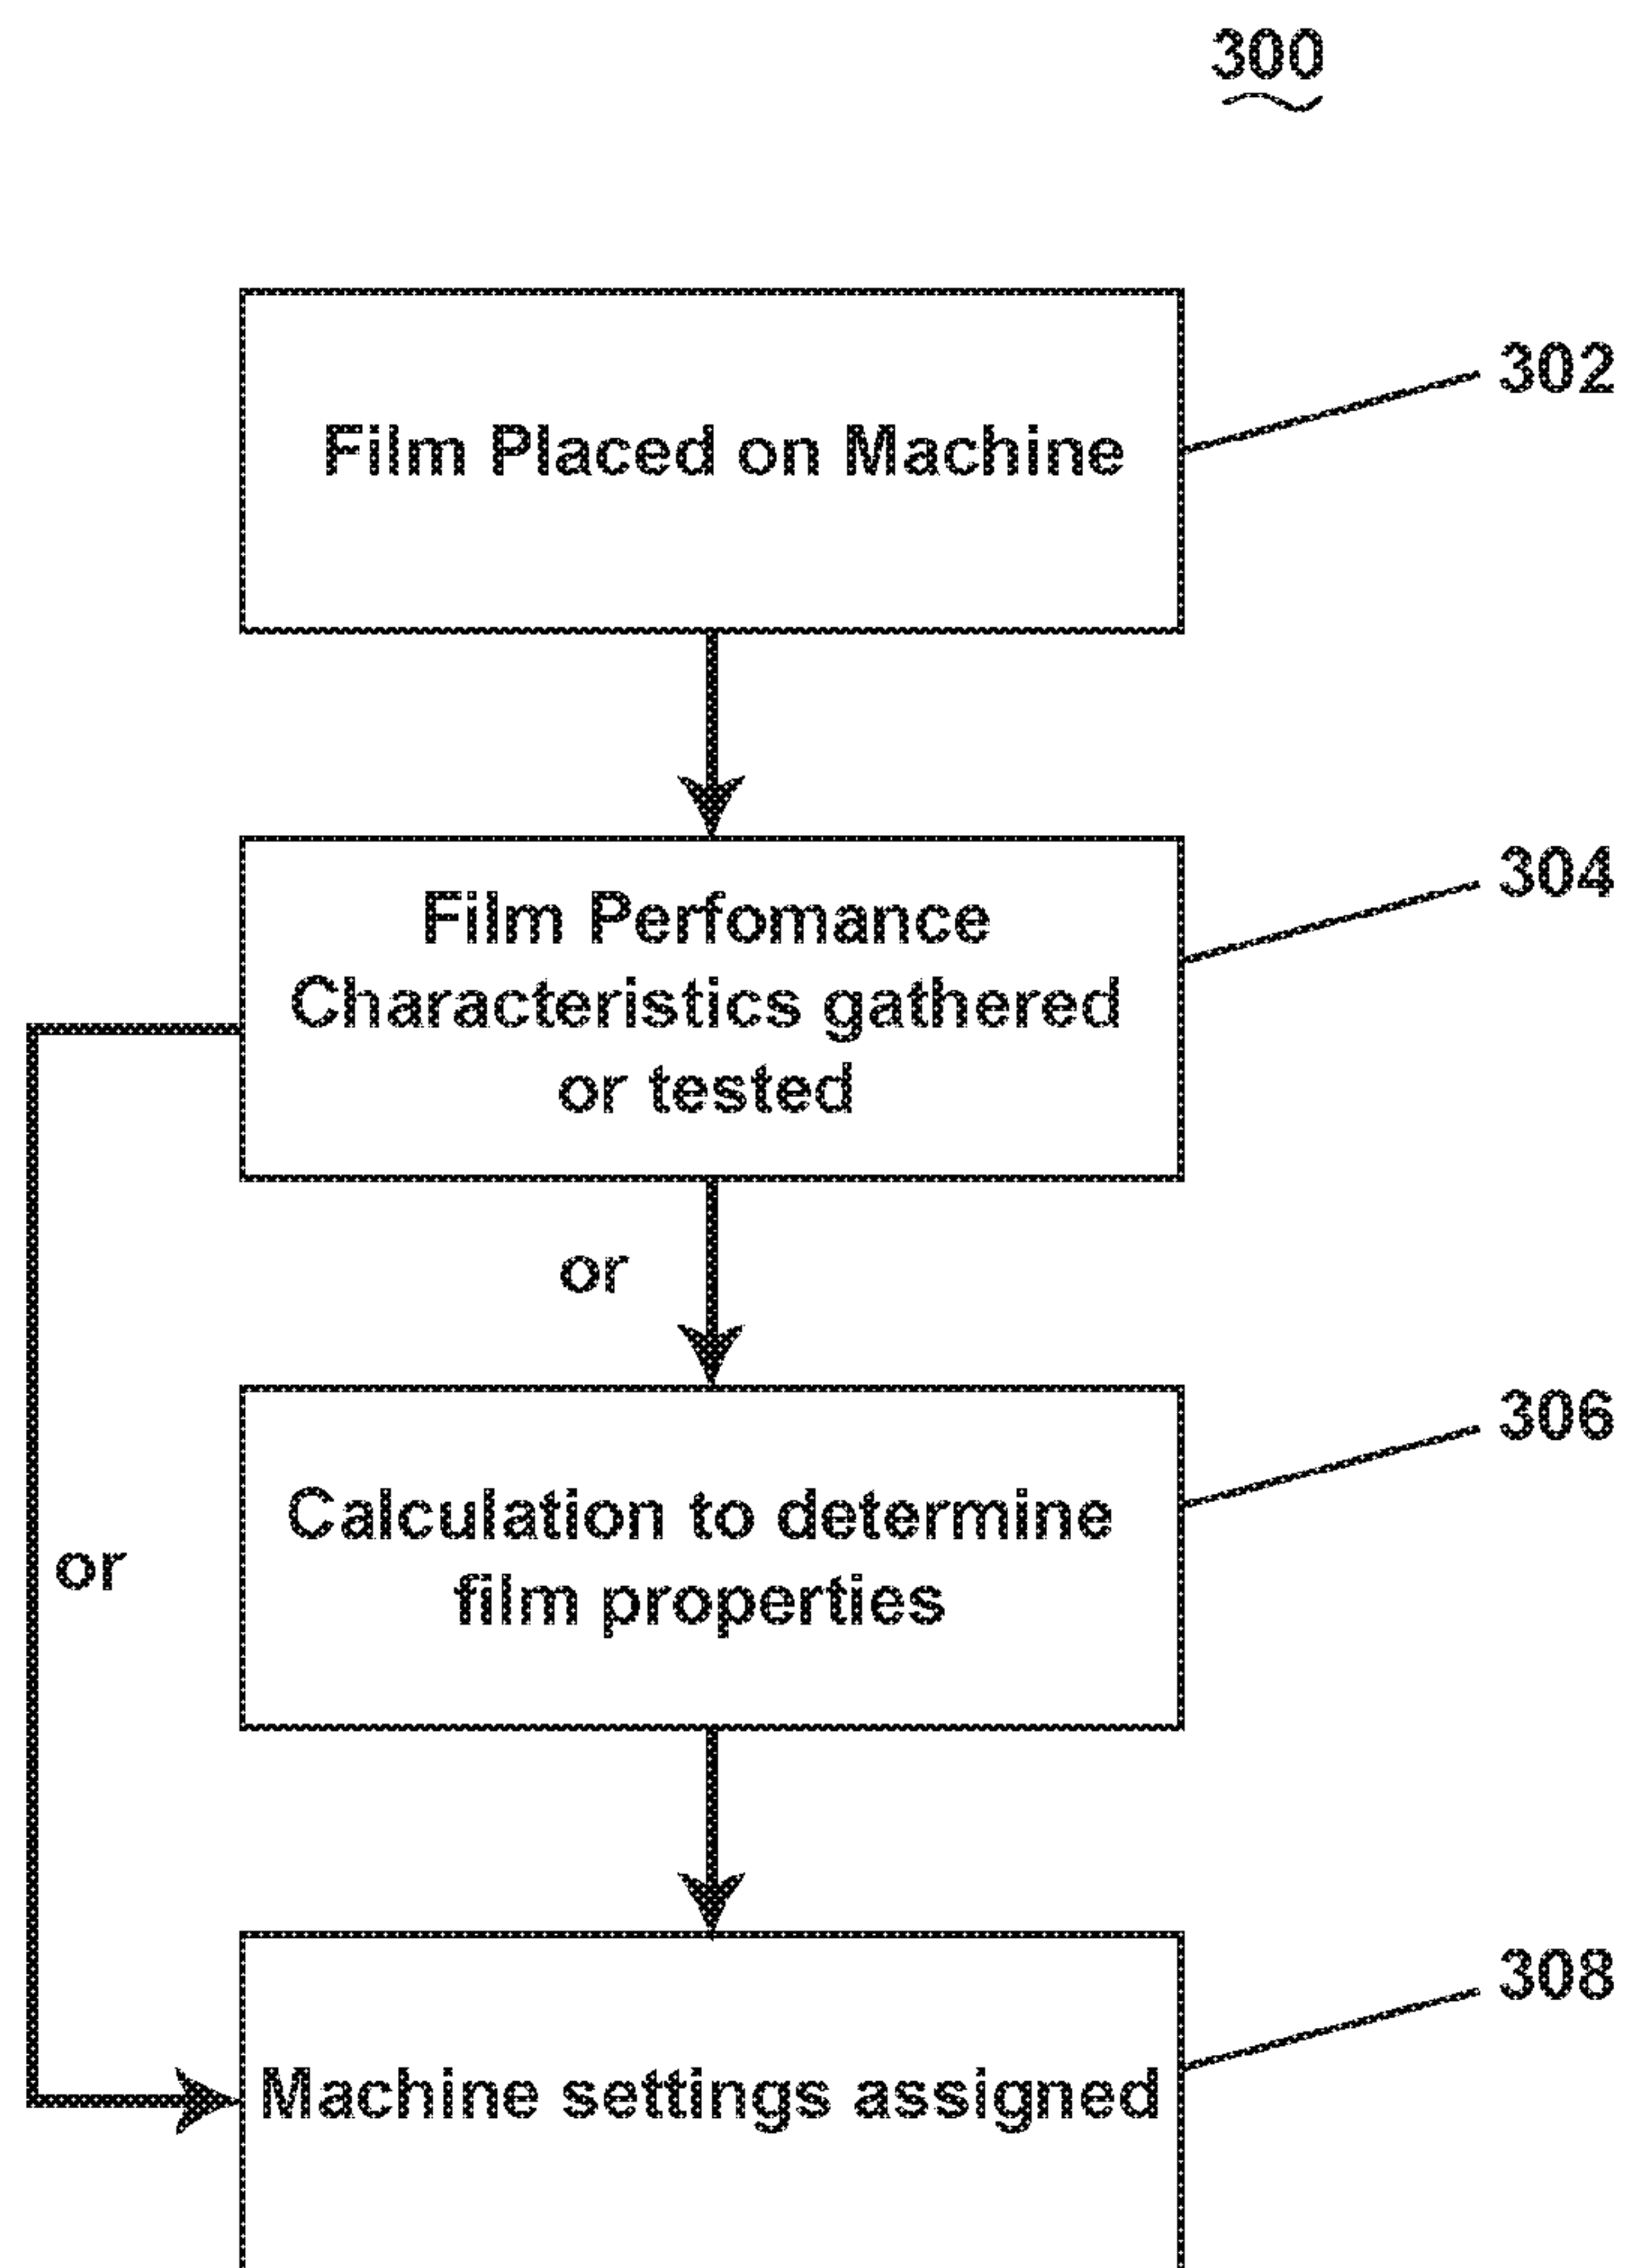 300
Film Placed on Machine
302
Film Perfomance
Characteristics gathered
or tested
304
or
Calculation to determine
film properties
306
or
Machine settings assigned
308